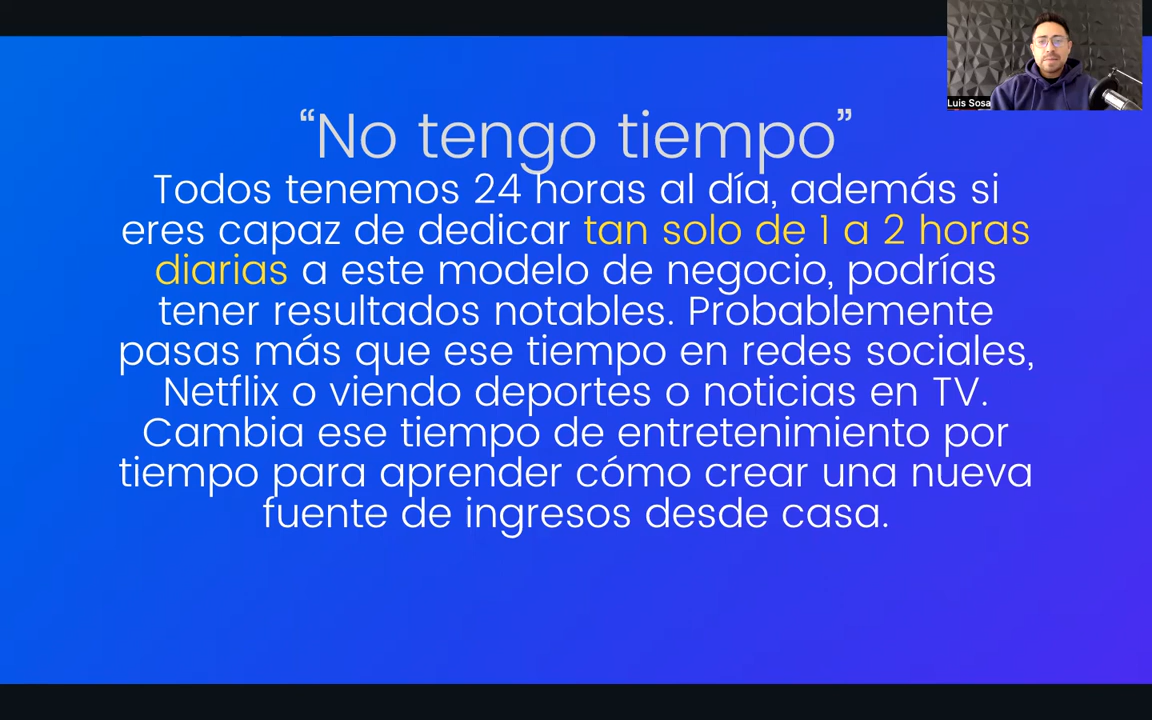 Luis Sosa
“No tengo tiempo”
Todos tenemos 24 horas al día, además si
eres capaz de dedicar tan solo de 1 a 2 horas
diarias a este modelo de negocio, podrías
tener resultados notables. Probablemente
pasas más que ese tiempo en redes sociales,
Netflix o viendo deportes o noticias en TV.
Cambia ese tiempo de entretenimiento por
tiempo para aprender cómo crear una nueva
fuente de ingresos desde casa.